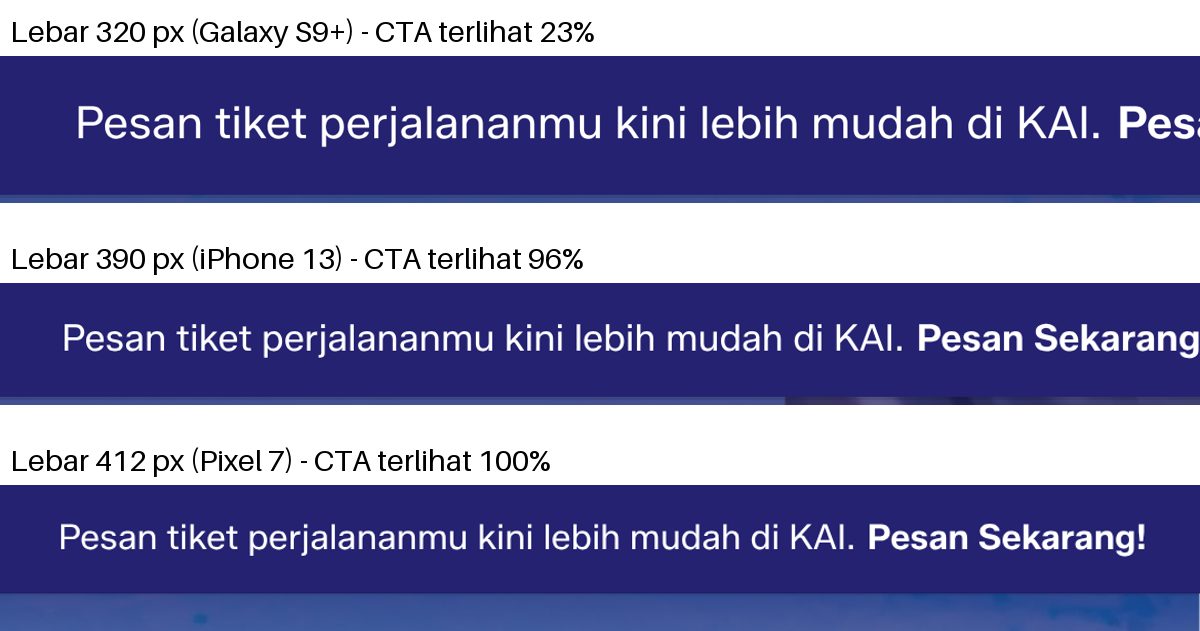 Lebar 320 px (Galaxy S9+) - CTA terlihat 23%
Pesan tiket perjalananmu kini lebih mudah di KAI. Pes
Lebar 390 px (iPhone 13) - CTA terlihat 96%
Pesan tiket perjalananmu kini lebih mudah di KAI. Pesan Sekarang
Lebar 412 px (Pixel 7) - CTA terlihat 100%
Pesan tiket perjalananmu kini lebih mudah di KAI. Pesan Sekarang!